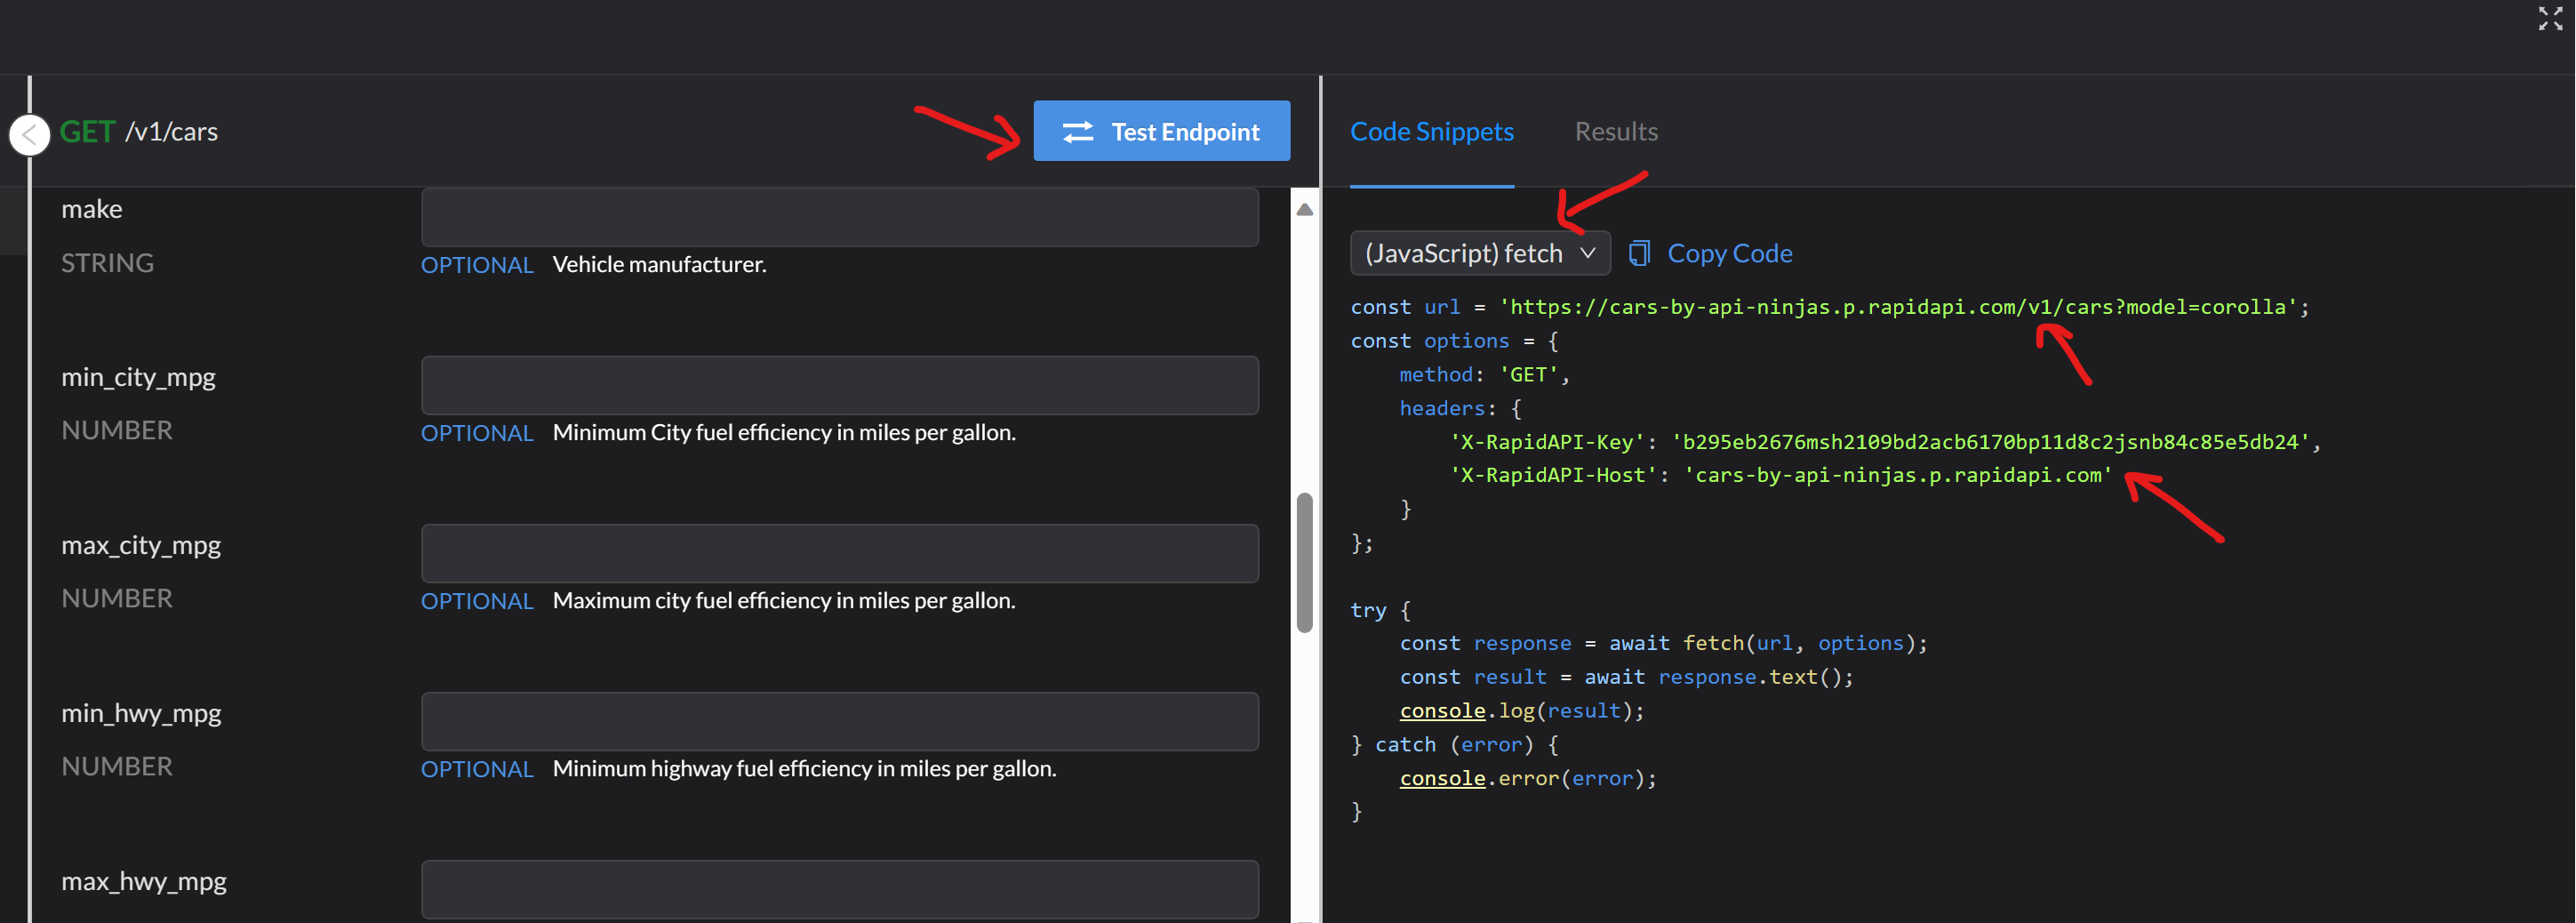 GET /v1/cars
Test Endpoint
make
STRING
OPTIONAL Vehicle manufacturer.
min_city_mpg
NUMBER
OPTIONAL Minimum City fuel efficiency in miles per gallon.
max_city_mpg
NUMBER
OPTIONAL Maximum city fuel efficiency in miles per gallon.
min_hwy_mpg
NUMBER
OPTIONAL Minimum highway fuel efficiency in miles per gallon.
max_hwy_mpg
Code Snippets Results
(JavaScript) fetch Copy Code
const url = 'https://cars-by-api-ninjas.p.rapidapi.com/v1/cars?model=corolla';
const options = {
    method: 'GET',
    headers: {
        'X-RapidAPI-Key': 'b295eb2676msh2109bd2acb6170bp11d8c2jsnb84c85e5db24',
        'X-RapidAPI-Host': 'cars-by-api-ninjas.p.rapidapi.com'
    }
};
try {
    const response = await fetch(url, options);
    const result = await response.text();
    console.log(result);
} catch (error) {
    console.error(error);
}